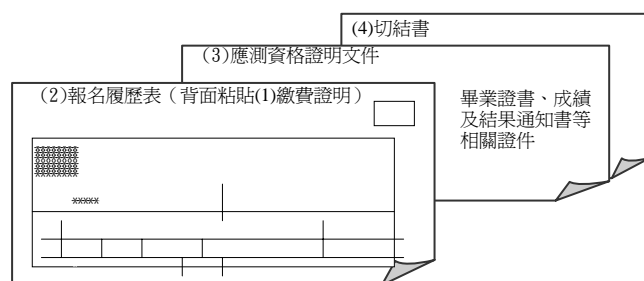 (4)切結書
(3)應測資格證明文件
(2)報名履歷表（背面粘貼(1)繳費證明）
畢業證書、成績
及結果通知書等
相關證件
*****